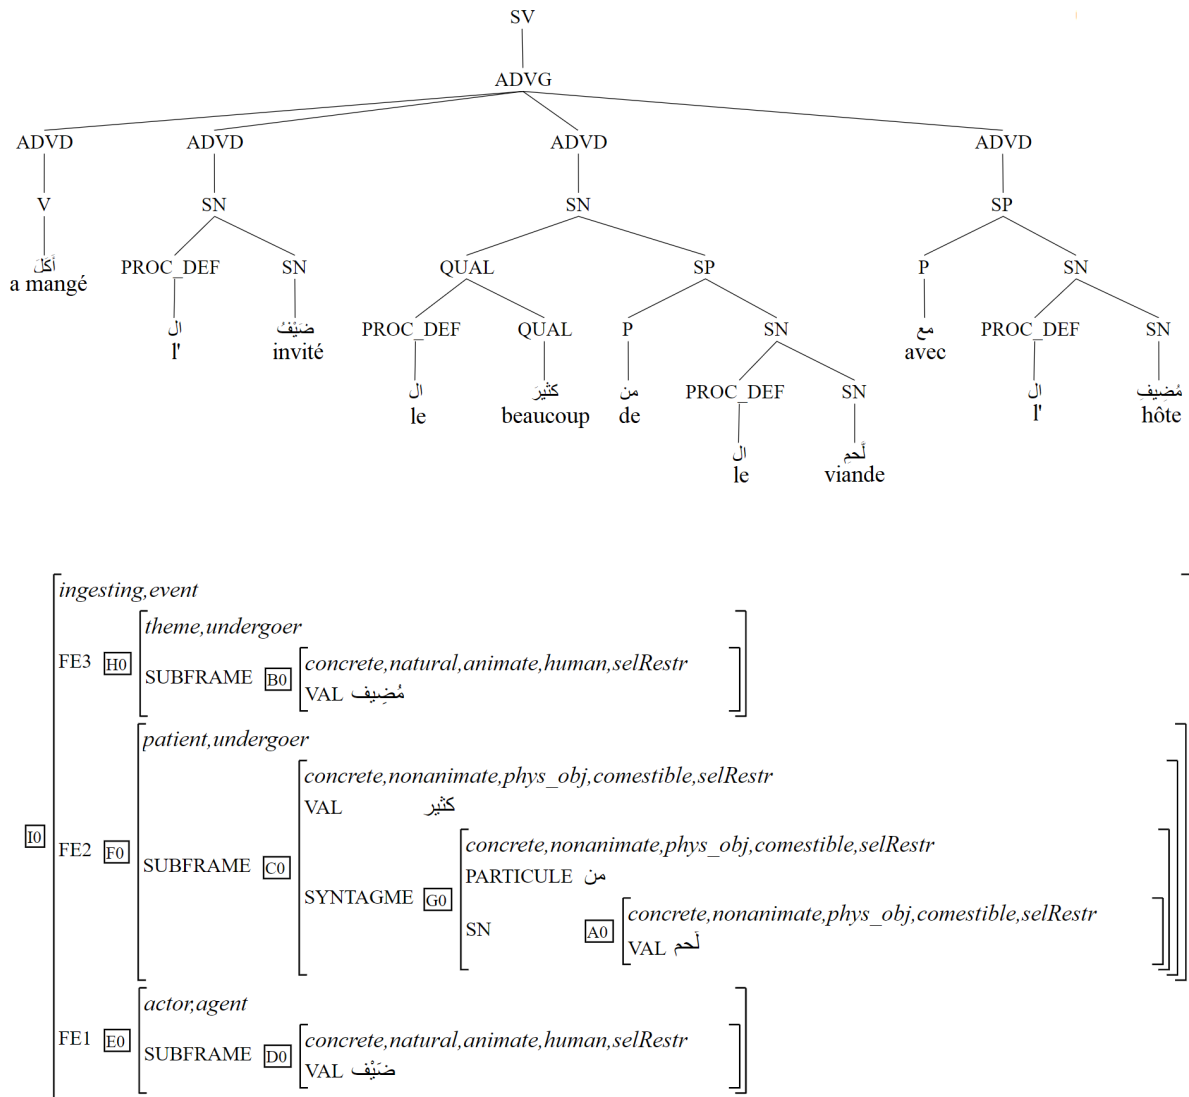 SV
ADVG
ADVD ADVD ADVD ADVD
V SN SN SP
أَكَلَ PROC_DEF SN QUAL SP P SN
a mangé
ال ضَيْفُ PROC_DEF QUAL P SN مع PROC_DEF SN
l' invité avec
ال كثيرَ من PROC_DEF SN ال مُضِيفِ
le beaucoup de l' hôte
ال لَّحمِ
le viande
ingesting,event
theme,undergoer
FE3 H0 SUBFRAME B0 concrete,natural,animate,human,selRestr
VAL مُضِيف
patient,undergoer
concrete,nonanimate,phys_obj,comestible,selRestr
VAL كثير
I0 FE2 F0 SUBFRAME C0
concrete,nonanimate,phys_obj,comestible,selRestr
SYNTAGME G0 PARTICULE من
concrete,nonanimate,phys_obj,comestible,selRestr
SN A0 VAL لَحم
actor,agent
FE1 E0 SUBFRAME D0 concrete,natural,animate,human,selRestr
VAL ضَيْف